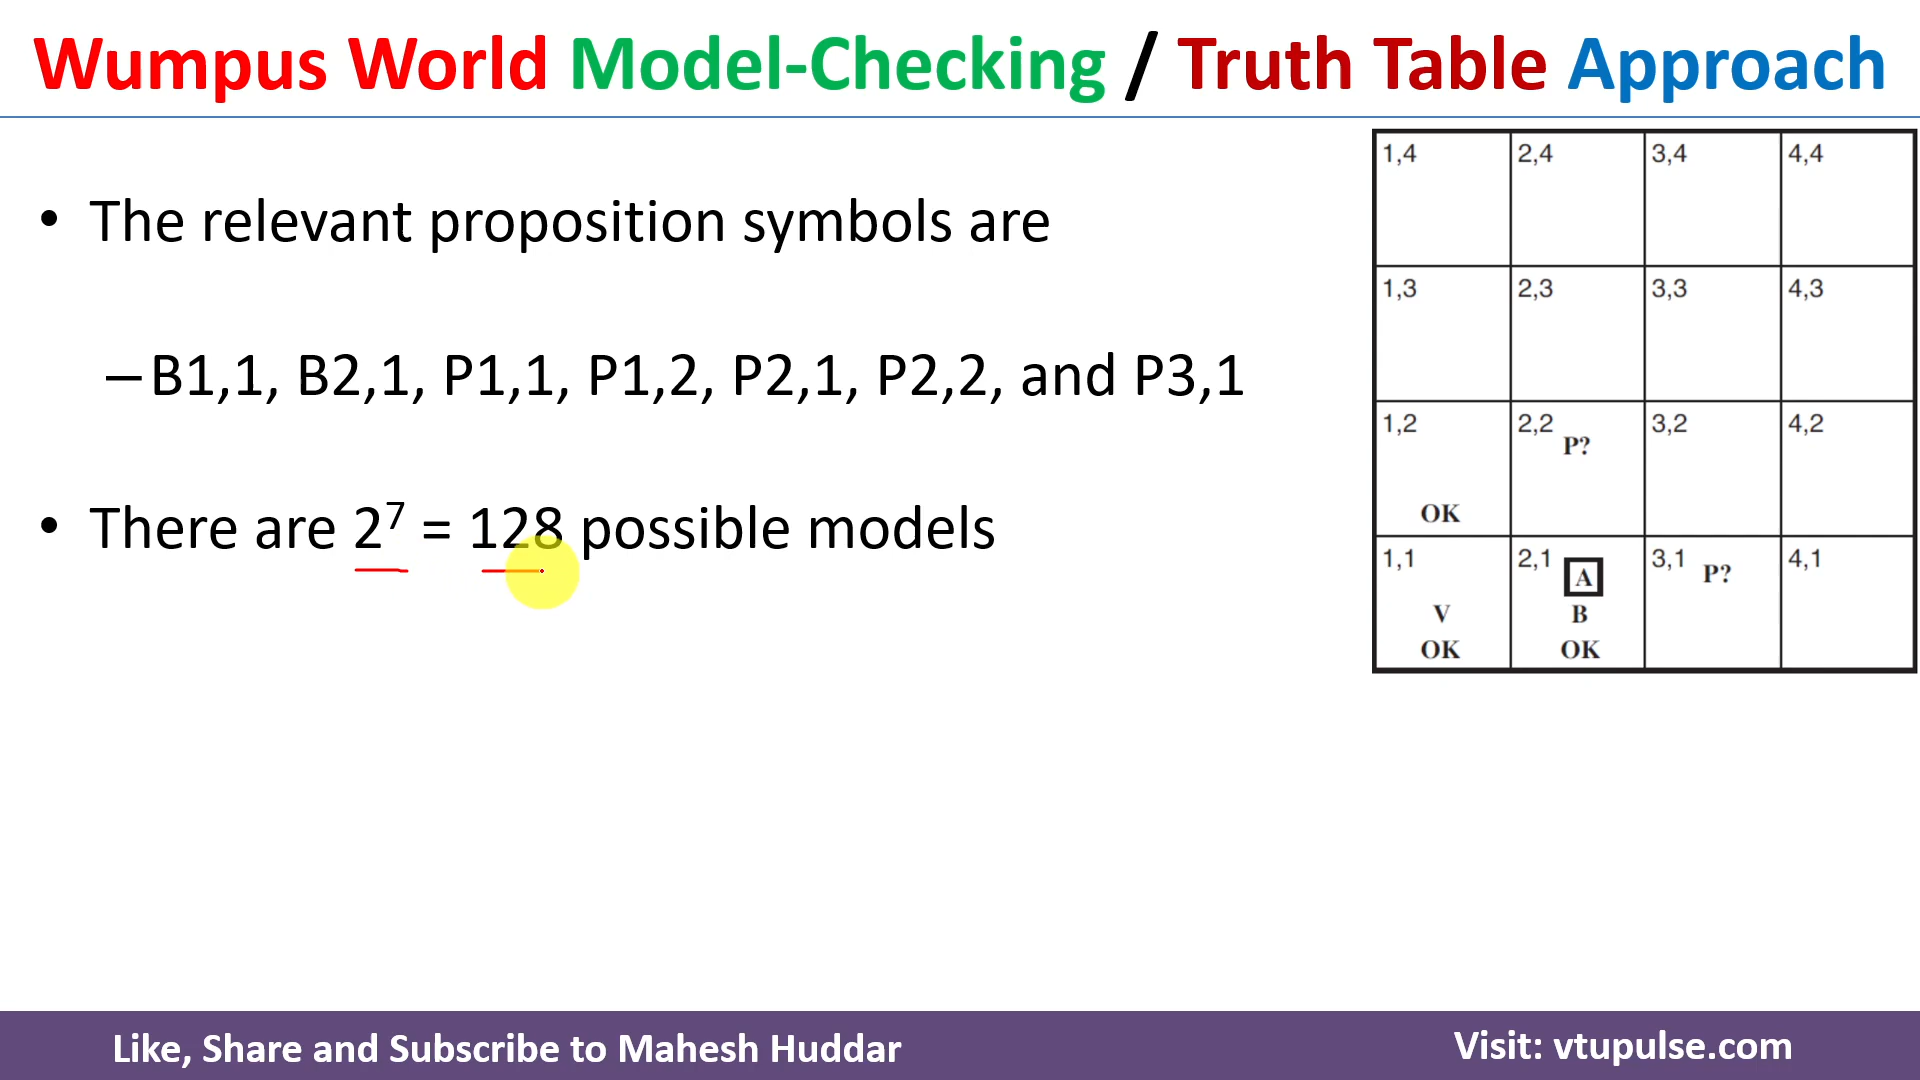 Wumpus World Model-Checking / Truth Table Approach
• The relevant proposition symbols are
– B1,1, B2,1, P1,1, P1,2, P2,1, P2,2, and P3,1
• There are 2⁷ = 128 possible models
1,4 2,4 3,4 4,4
1,3 2,3 3,3 4,3
1,2 2,2 3,2 4,2
P?
OK
1,1 2,1 A 3,1 P? 4,1
V B
OK OK
Like, Share and Subscribe to Mahesh Huddar
Visit: vtupulse.com